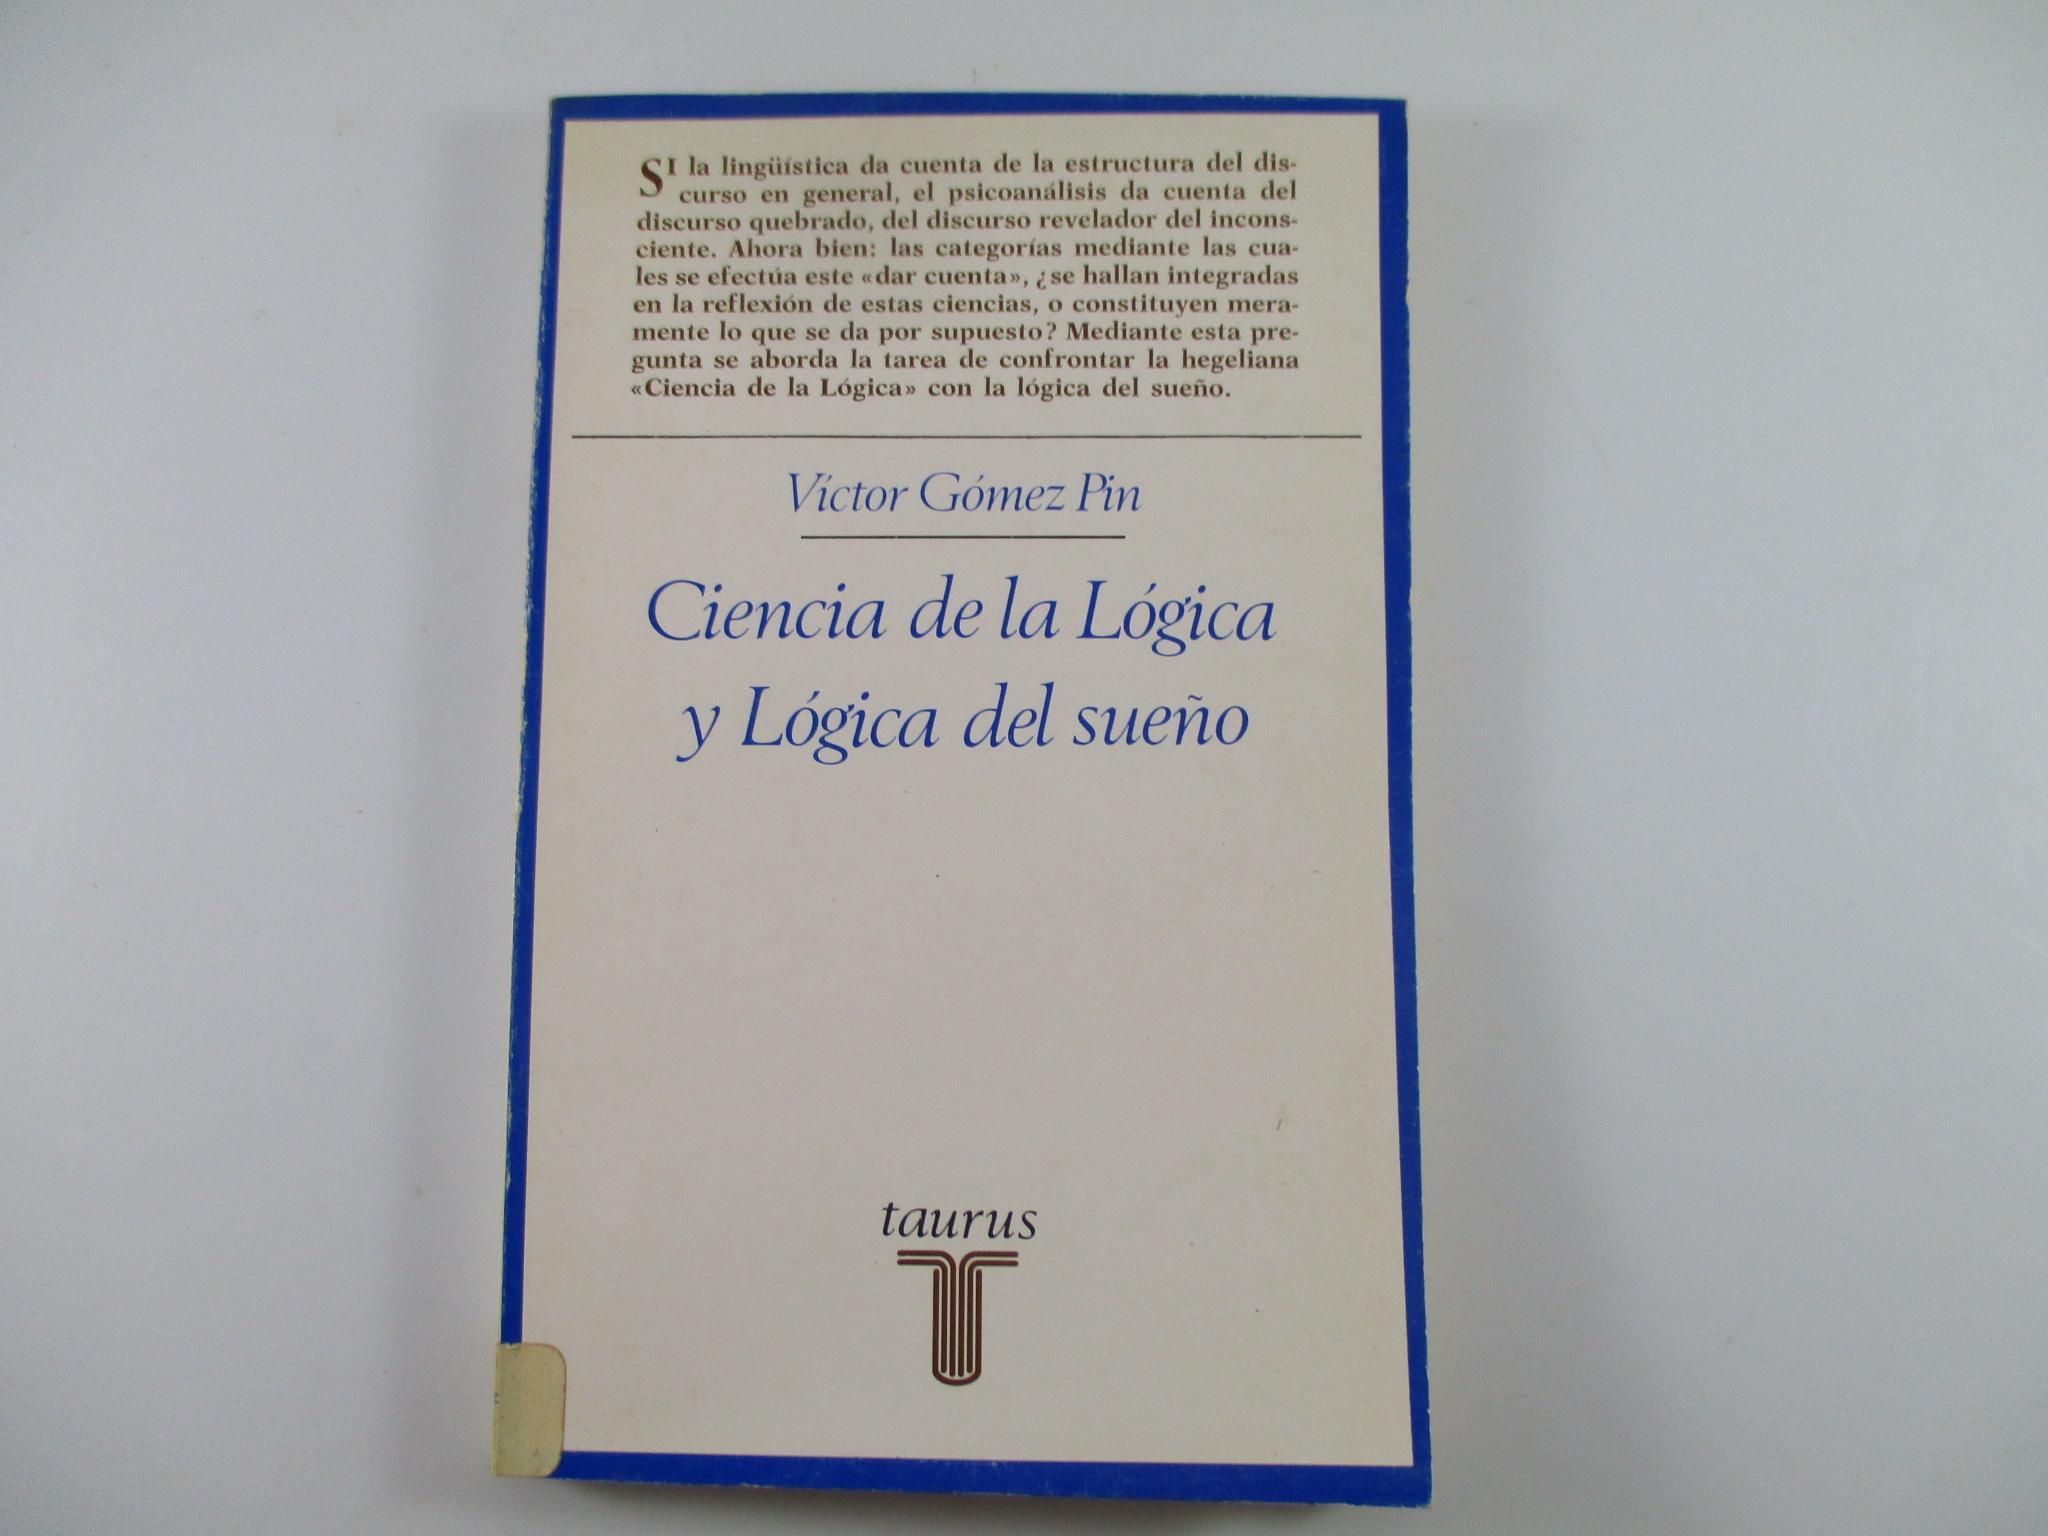 SI la lingüística da cuenta de la estructura del dis-
curso en general, el psicoanálisis da cuenta del
discurso quebrado, del discurso revelador del incons-
ciente. Ahora bien: las categorías mediante las cua-
les se efectúa este «dar cuenta», ¿se hallan integradas
en la reflexión de estas ciencias, o constituyen mera-
mente lo que se da por supuesto? Mediante esta pre-
gunta se aborda la tarea de confrontar la hegeliana
«Ciencia de la Lógica» con la lógica del sueño.
Víctor Gómez Pin
Ciencia de la Lógica
y Lógica del sueño
taurus